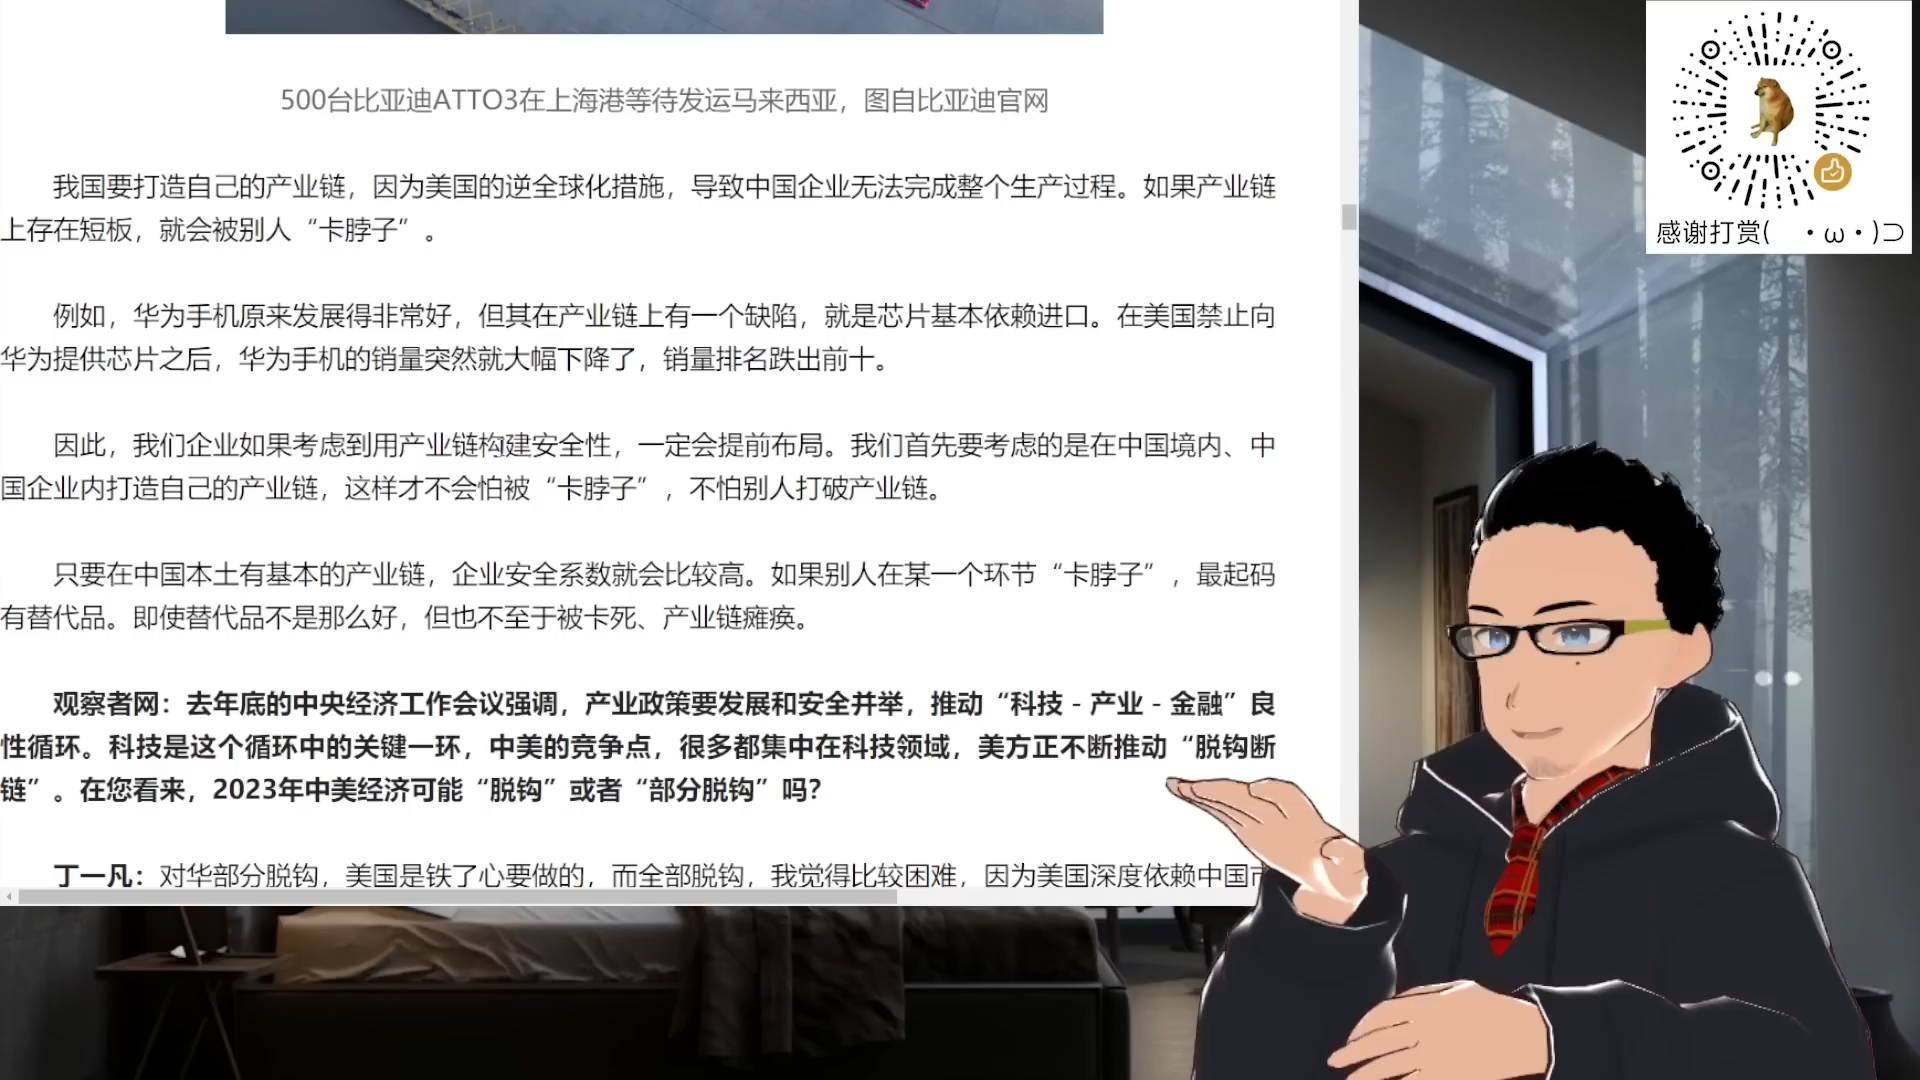 500台比亚迪ATTO3在上海港等待发运马来西亚，图自比亚迪官网
我国要打造自己的产业链，因为美国的逆全球化措施，导致中国企业无法完成整个生产过程。如果产业链
上存在短板，就会被别人“卡脖子”。
例如，华为手机原来发展得非常好，但其在产业链上有一个缺陷，就是芯片基本依赖进口。在美国禁止向
华为提供芯片之后，华为手机的销量突然就大幅下降了，销量排名跌出前十。
因此，我们企业如果考虑到用产业链构建安全性，一定会提前布局。我们首先要考虑的是在中国境内、中
国企业内打造自己的产业链，这样才不会怕被“卡脖子”，不怕别人打破产业链。
只要在中国本土有基本的产业链，企业安全系数就会比较高。如果别人在某一个环节“卡脖子”，最起码
有替代品。即使替代品不是那么好，但也不至于被卡死、产业链瘫痪。
观察者网：去年底的中央经济工作会议强调，产业政策要发展和安全并举，推动“科技－产业－金融”良
性循环。科技是这个循环中的关键一环，中美的竞争点，很多都集中在科技领域，美方正不断推动“脱钩断
链”。在您看来，2023年中美经济可能“脱钩”或者“部分脱钩”吗？
丁一凡：对华部分脱钩，美国是铁了心要做的，而全部脱钩，我觉得比较困难，因为美国深度依赖中国市
感谢打赏(　・ω・)⊃